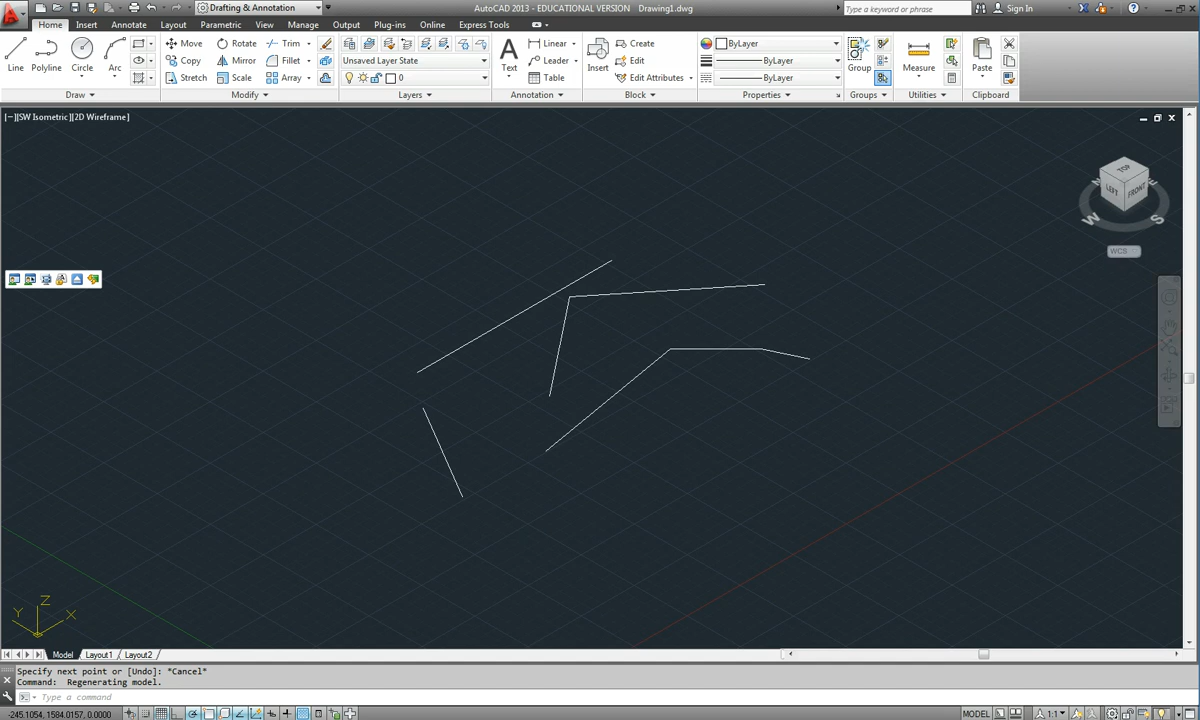 Drafting & Annotation
AutoCAD 2013 - EDUCATIONAL VERSION Drawing1.dwg
Type a keyword or phrase
Sign In
Home Insert Annotate Layout Parametric View Manage Output Plug-ins Online Express Tools
Line Polyline Circle Arc
Move Rotate Trim
Copy Mirror Fillet
Stretch Scale Array
Unsaved Layer State
0
Text
Linear
Leader
Table
Insert
Create
Edit
Edit Attributes
ByLayer
ByLayer
ByLayer
Group
Measure
Paste
Draw Modify Layers Annotation Block Properties Groups Utilities Clipboard
[−][SW Isometric][2D Wireframe]
TOP
LEFT FRONT
N E
W S
WCS
Z
Y X
Model Layout1 Layout2
Specify next point or [Undo]: *Cancel*
Command: Regenerating model.
Type a command
-245.1054, 1584.0157, 0.0000
MODEL
1:1